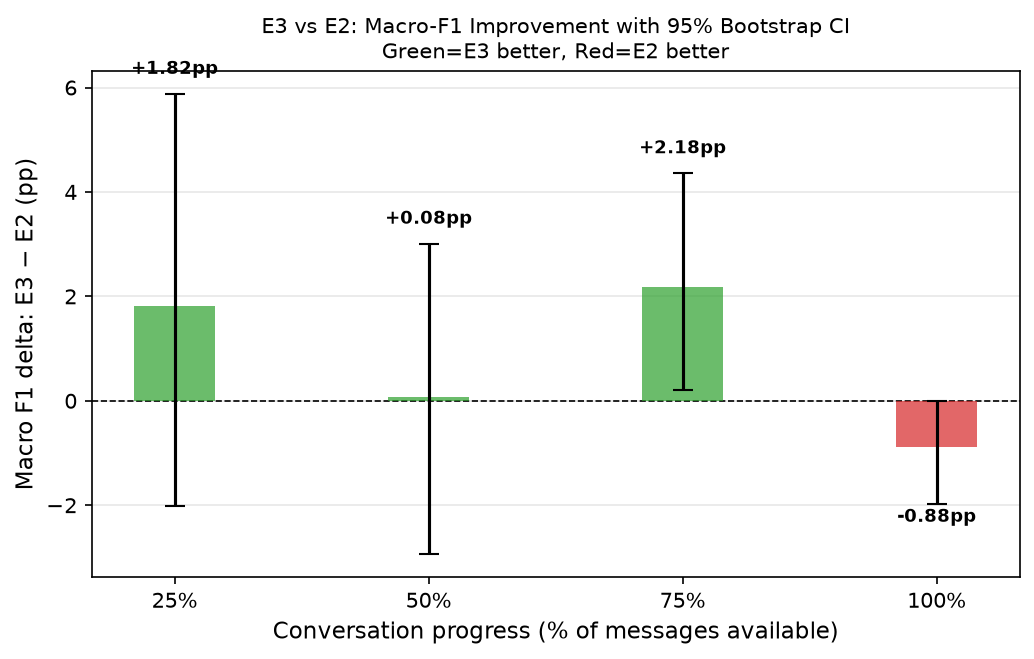 E3 vs E2: Macro-F1 Improvement with 95% Bootstrap CI
Green=E3 better, Red=E2 better
Macro F1 delta: E3 − E2 (pp)
6
4
2
0
−2
+1.82pp
+0.08pp
+2.18pp
-0.88pp
25%
50%
75%
100%
Conversation progress (% of messages available)